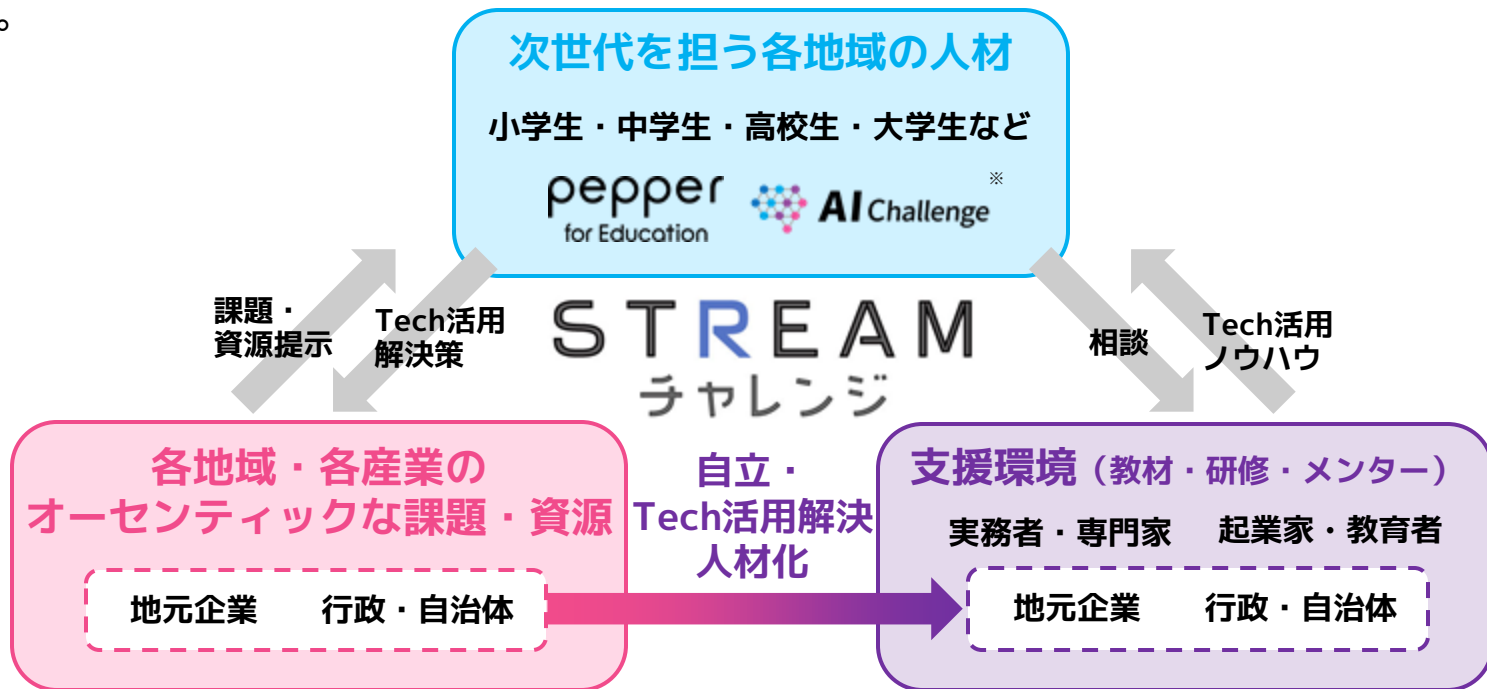 。
次世代を担う各地域の人材
小学生・中学生・高校生・大学生など
pepper
for Education
AI Challenge
※
課題・
資源提示
Tech活用
解決策
STREAM
チャレンジ
相談
Tech活用
ノウハウ
各地域・各産業の
オーセンティックな課題・資源
地元企業 行政・自治体
自立・
Tech活用解決
人材化
支援環境（教材・研修・メンター）
実務者・専門家 起業家・教育者
地元企業 行政・自治体